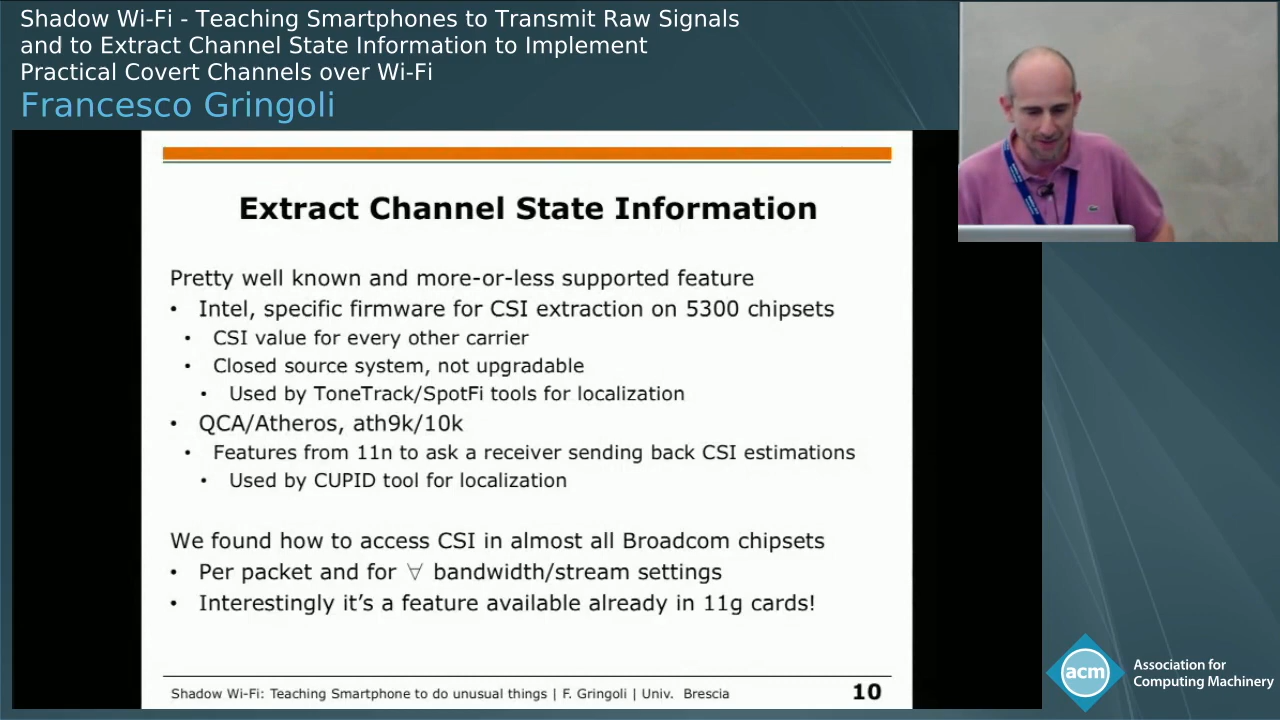 Shadow Wi-Fi - Teaching Smartphones to Transmit Raw Signals
and to Extract Channel State Information to Implement
Practical Covert Channels over Wi-Fi
Francesco Gringoli
Extract Channel State Information
Pretty well known and more-or-less supported feature
• Intel, specific firmware for CSI extraction on 5300 chipsets
• CSI value for every other carrier
• Closed source system, not upgradable
• Used by ToneTrack/SpotFi tools for localization
• QCA/Atheros, ath9k/10k
• Features from 11n to ask a receiver sending back CSI estimations
• Used by CUPID tool for localization
We found how to access CSI in almost all Broadcom chipsets
• Per packet and for ∀ bandwidth/stream settings
• Interestingly it's a feature available already in 11g cards!
Shadow Wi-Fi: Teaching Smartphone to do unusual things | F. Gringoli | Univ. Brescia
10
acm
Association for
Computing Machinery